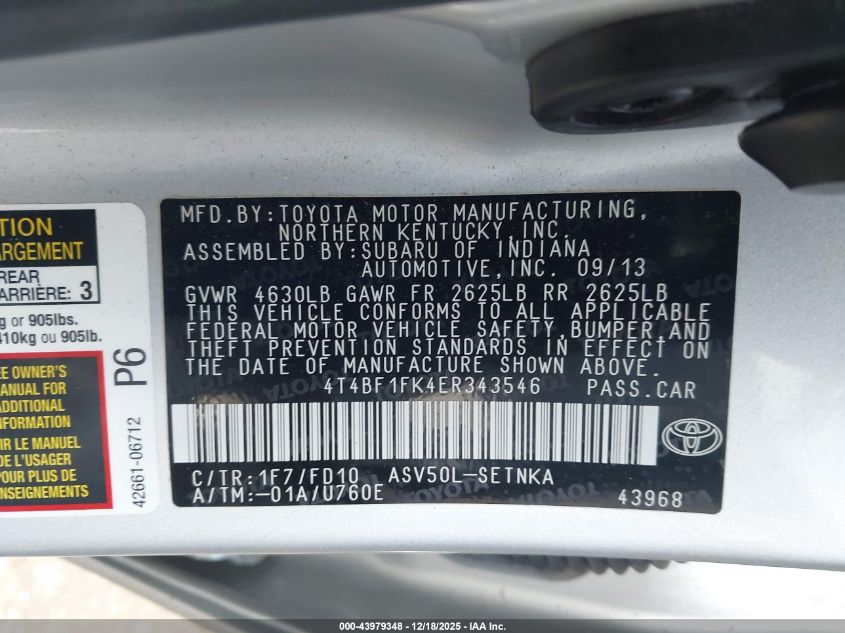 TION
ARGEMENT
REAR
ARRIÈRE: 3
g or 905lbs.
410kg ou 905lb.
EE OWNER'S
MANUAL FOR
ADDITIONAL
NFORMATION
IR LE MANUEL
DE L'USAGER
POUR PLUS DE
NSEIGNEMENTS
P6
42661-06712
MFD.BY:TOYOTA MOTOR MANUFACTURING,
NORTHERN KENTUCKY,INC.
ASSEMBLED BY:SUBARU OF INDIANA
AUTOMOTIVE,INC. 09/13
GVWR 4630LB GAWR FR 2625LB RR 2625LB
THIS VEHICLE CONFORMS TO ALL APPLICABLE
FEDERAL MOTOR VEHICLE SAFETY,BUMPER,AND
THEFT PREVENTION STANDARDS IN EFFECT ON
THE DATE OF MANUFACTURE SHOWN ABOVE.
4T4BF1FK4ER343546 PASS.CAR
C/TR:1F7/FD10 ASV50L-SETNKA
A/TM:-01A/U760E 43968
000-43979348 - 12/18/2025 - IAA Inc.